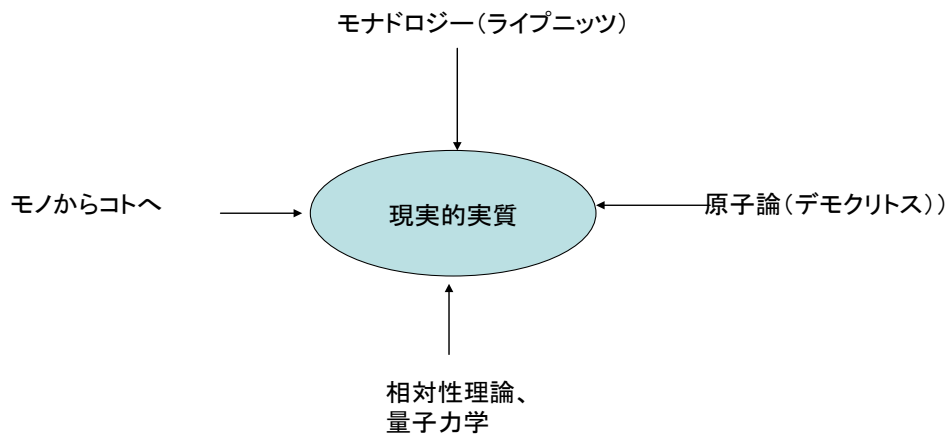 モナドロジー（ライプニッツ）
モノからコトへ
現実的実質
原子論（デモクリトス））
相対性理論、
量子力学